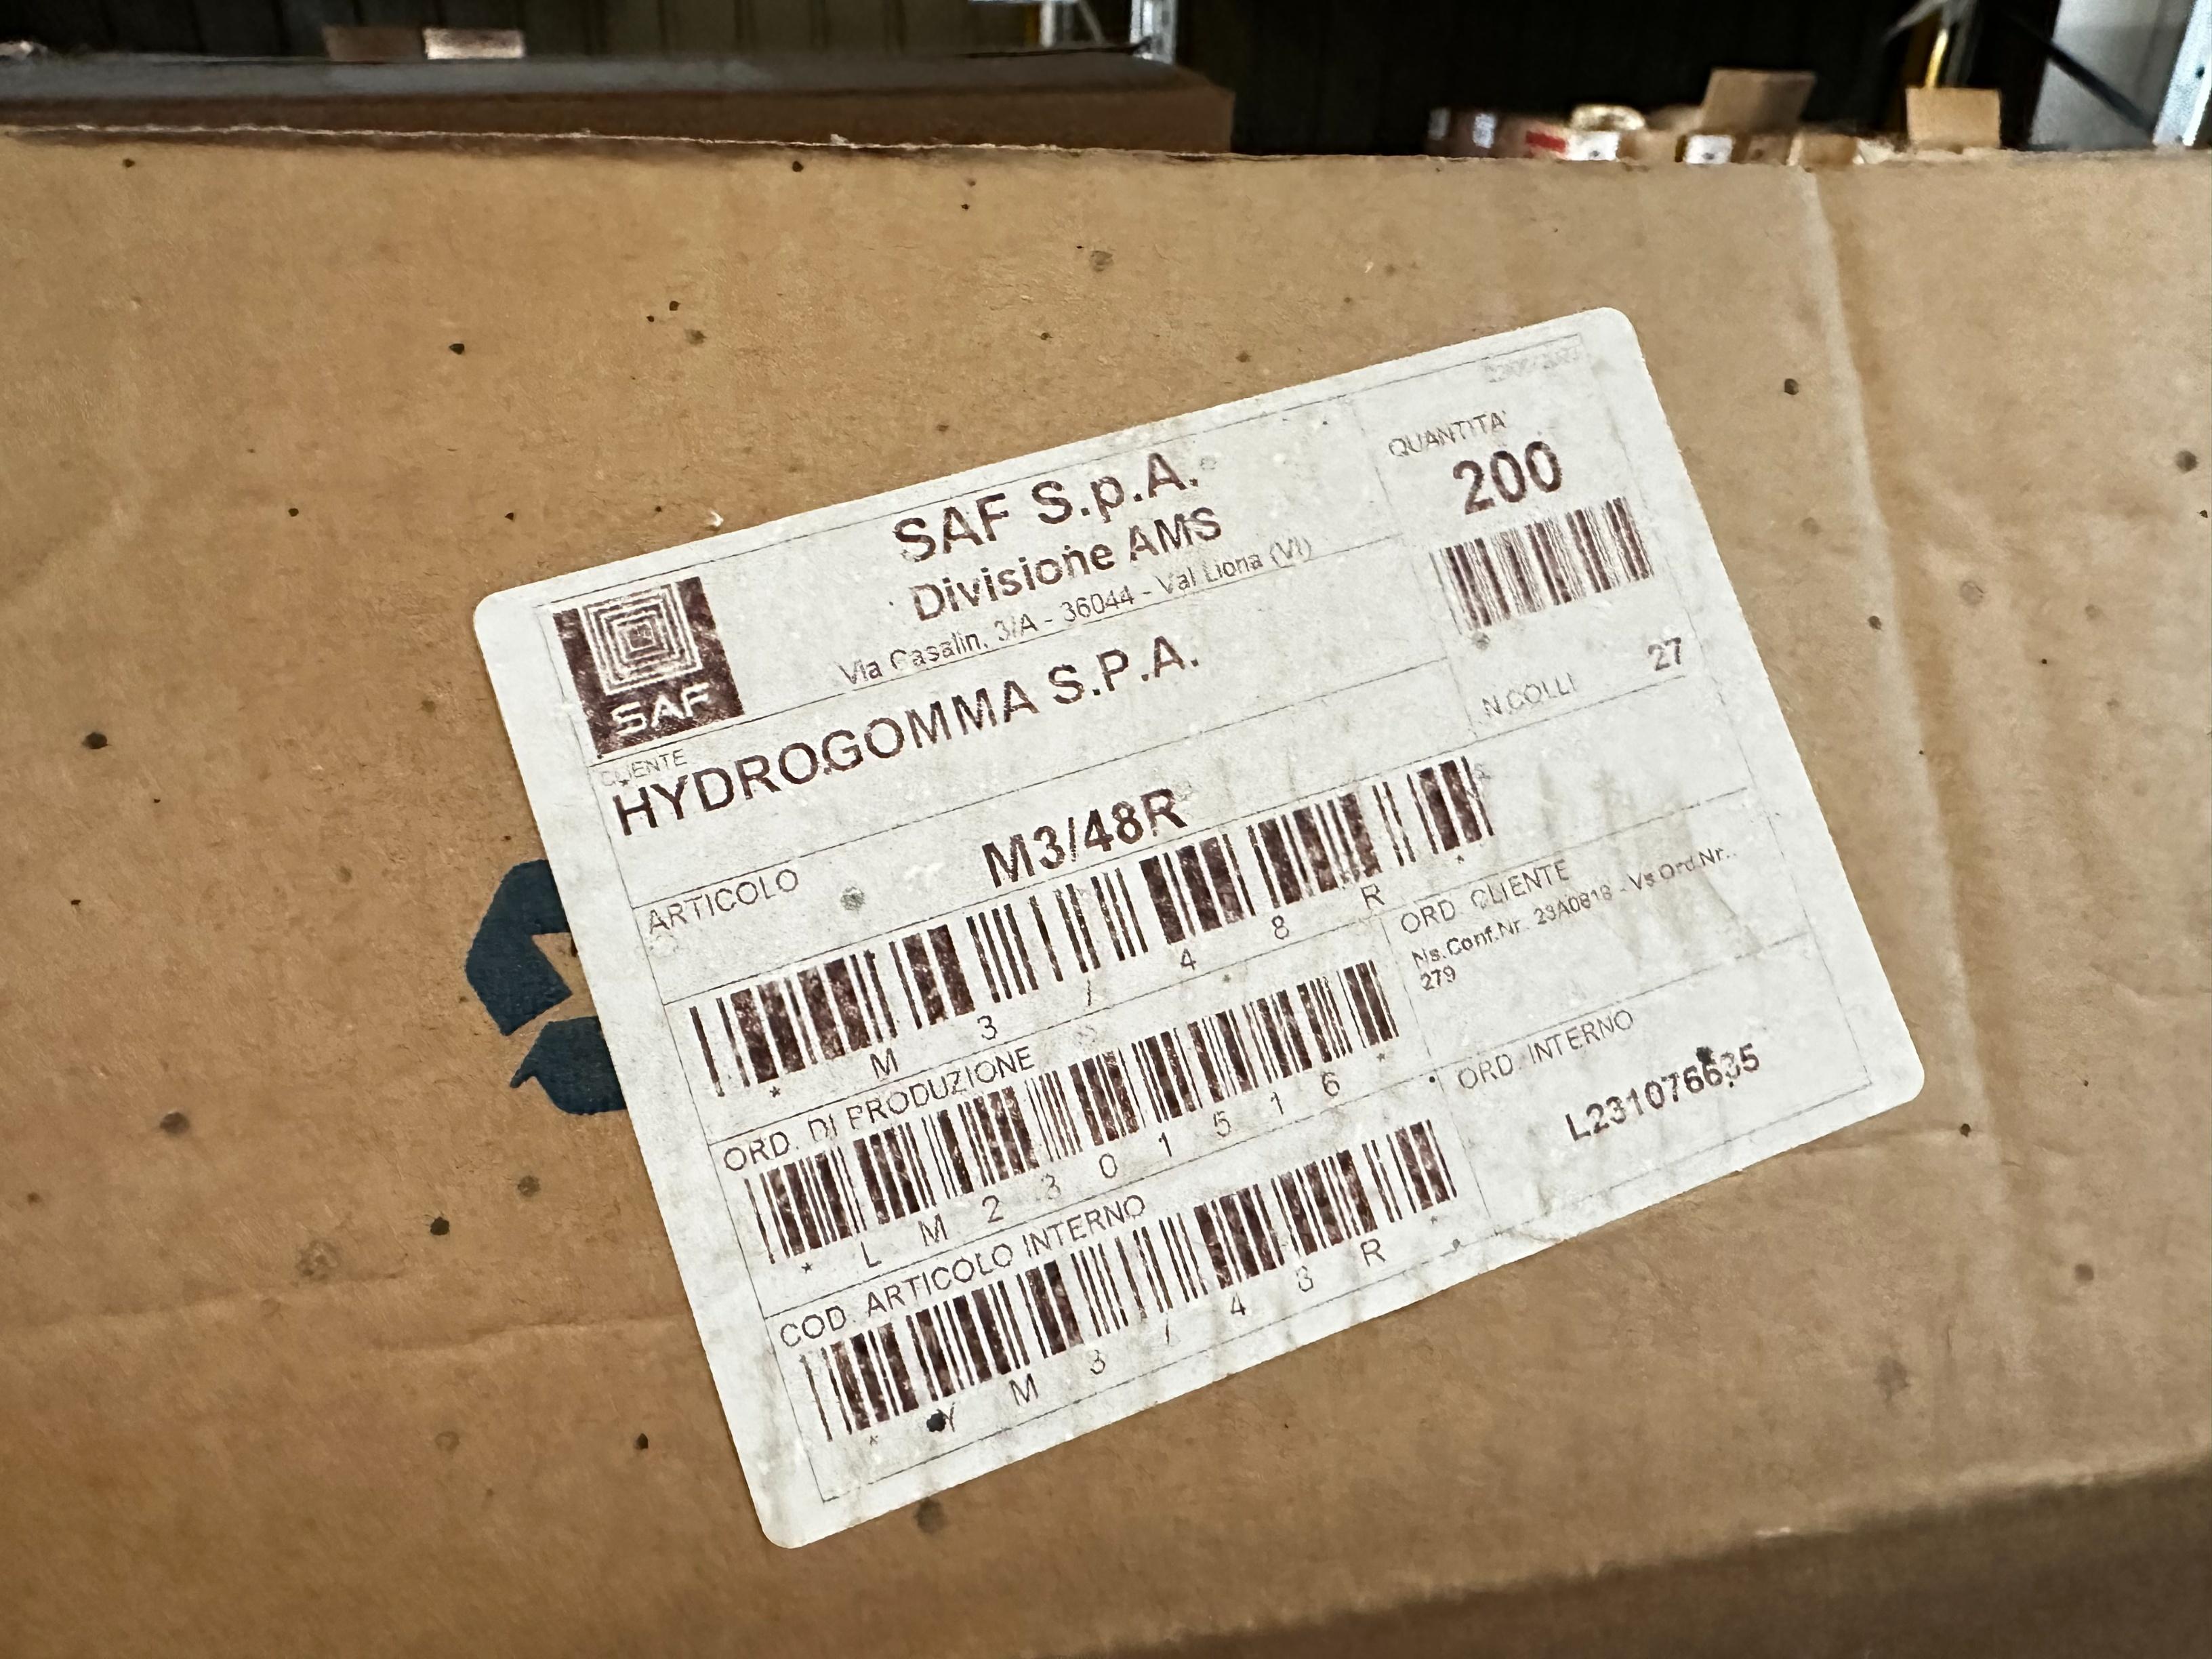 SAF S.p.A.
Divisione AMS
Via Casalin, 3/A - 36044 - Val Liona (VI)
SAF
QUANTITA'
200
CLIENTE
HYDROGOMMA S.P.A.
N.COLLI
27
ARTICOLO
M3/48R
* M 3 / 4 8 R *
ORD. CLIENTE
Ns.Conf.Nr. 23A0818 - Vs.Ord.Nr..
279
ORD. DI PRODUZIONE
* L M 2 3 0 1 5 1 6 *
ORD. INTERNO
L231076635
COD. ARTICOLO INTERNO
* Y M 3 / 4 8 R *